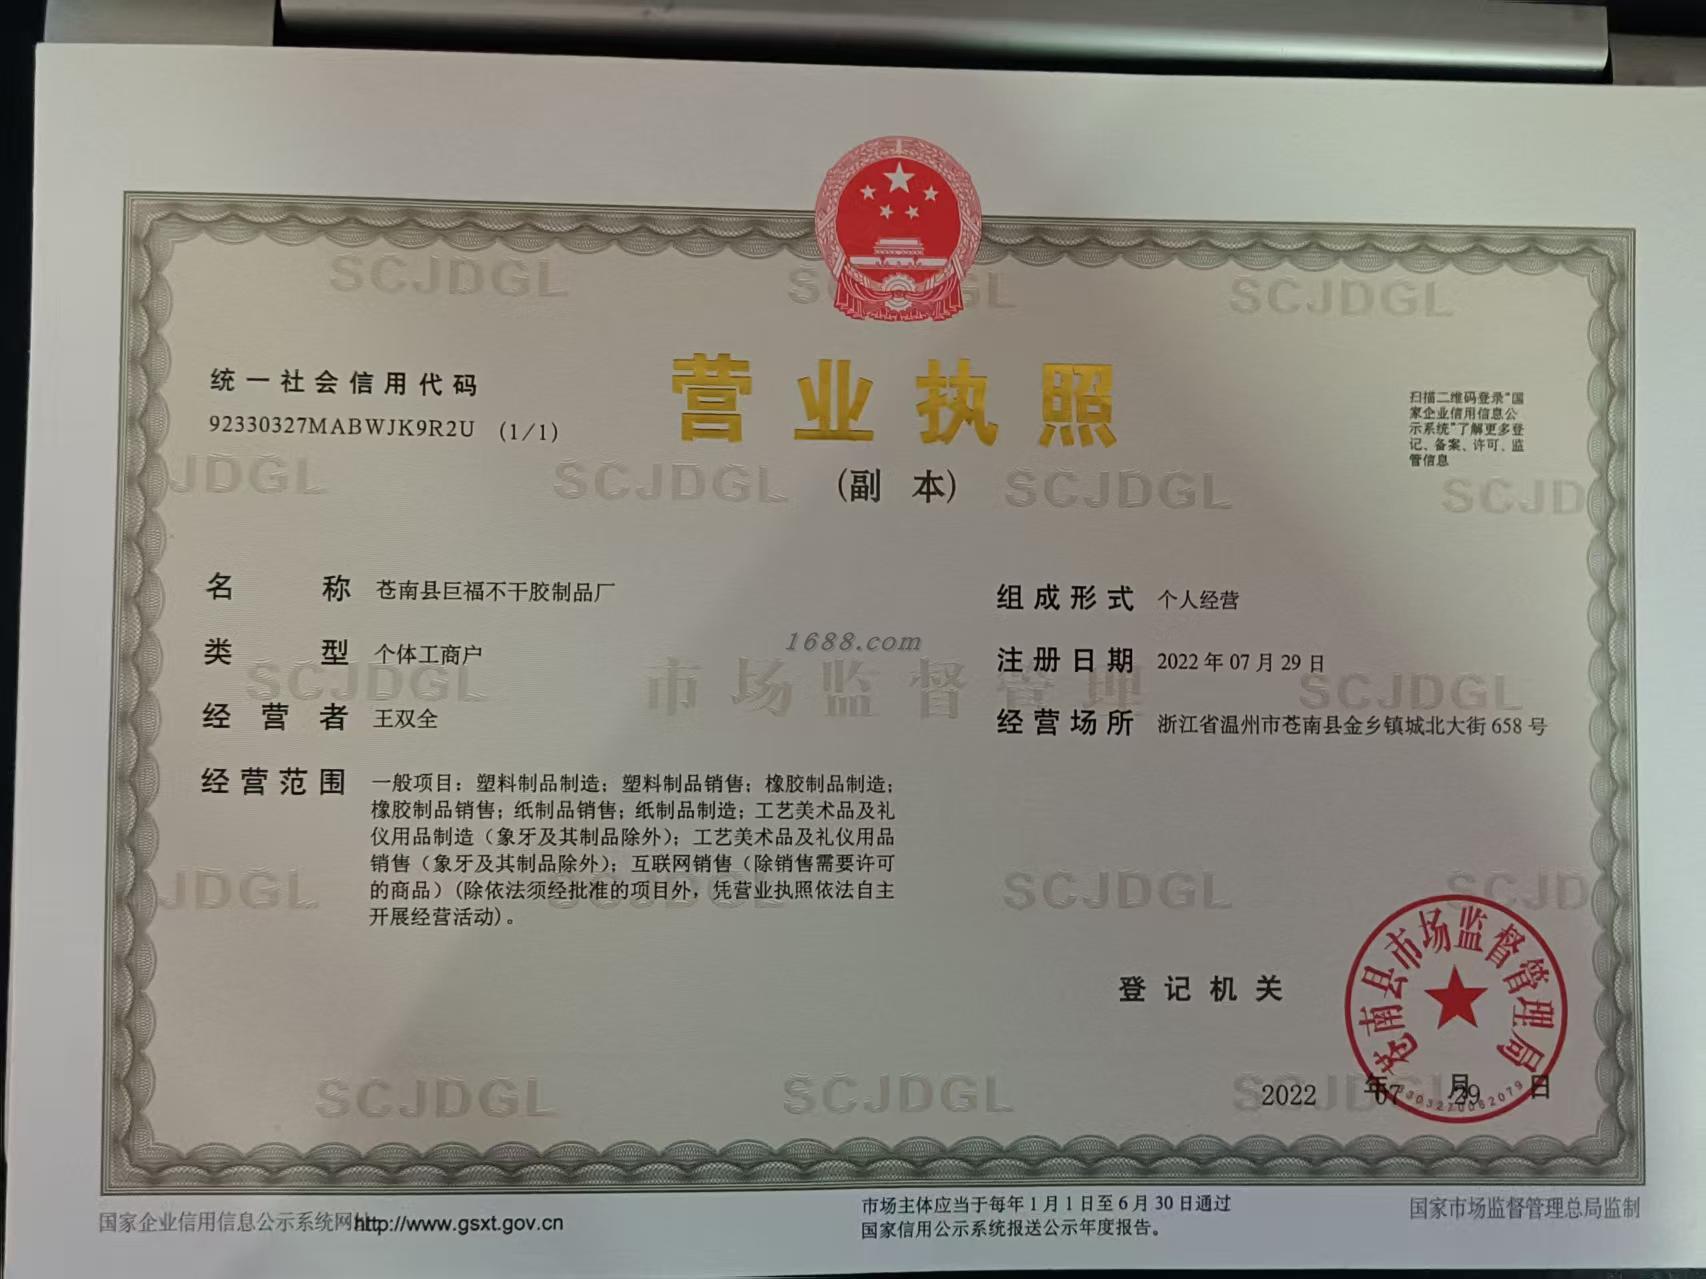 统一社会信用代码
92330327MABWJK9R2U (1/1)
营业执照
(副 本)
扫描二维码登录“国
家企业信用信息公
示系统”了解更多登
记、备案、许可、监
管信息
名 称 苍南县巨福不干胶制品厂
类 型 个体工商户
经 营 者 王双全
经营范围 一般项目：塑料制品制造；塑料制品销售；橡胶制品制造；
橡胶制品销售；纸制品销售；纸制品制造；工艺美术品及礼
仪用品制造（象牙及其制品除外）；工艺美术品及礼仪用品
销售（象牙及其制品除外）；互联网销售（除销售需要许可
的商品）(除依法须经批准的项目外，凭营业执照依法自主
开展经营活动)。
组成形式 个人经营
注册日期 2022年07月29日
经营场所 浙江省温州市苍南县金乡镇城北大街658号
1688.com
市场监督管理
SCJDGL
登记机关
苍南县市场监督管理局
3303270062079
2022 年 07 月 29 日
国家企业信用信息公示系统网址http://www.gsxt.gov.cn
市场主体应当于每年1月1日至6月30日通过
国家信用公示系统报送公示年度报告。
国家市场监督管理总局监制